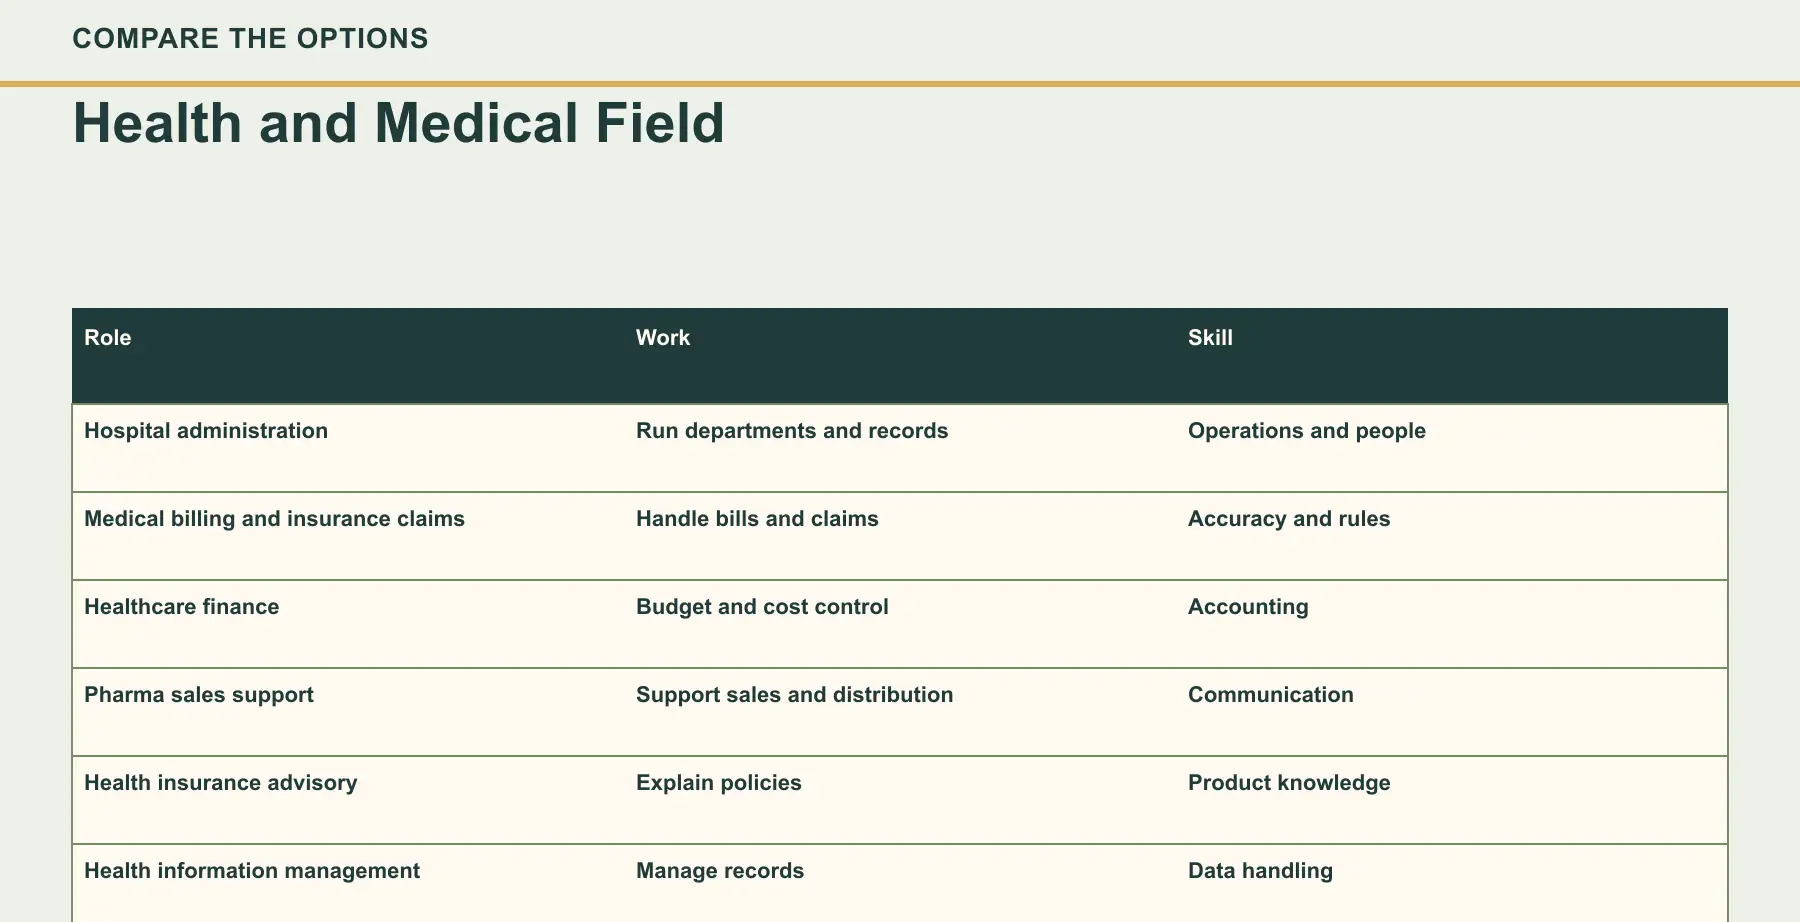 COMPARE THE OPTIONS
Health and Medical Field
Role Work Skill
Hospital administration Run departments and records Operations and people
Medical billing and insurance claims Handle bills and claims Accuracy and rules
Healthcare finance Budget and cost control Accounting
Pharma sales support Support sales and distribution Communication
Health insurance advisory Explain policies Product knowledge
Health information management Manage records Data handling